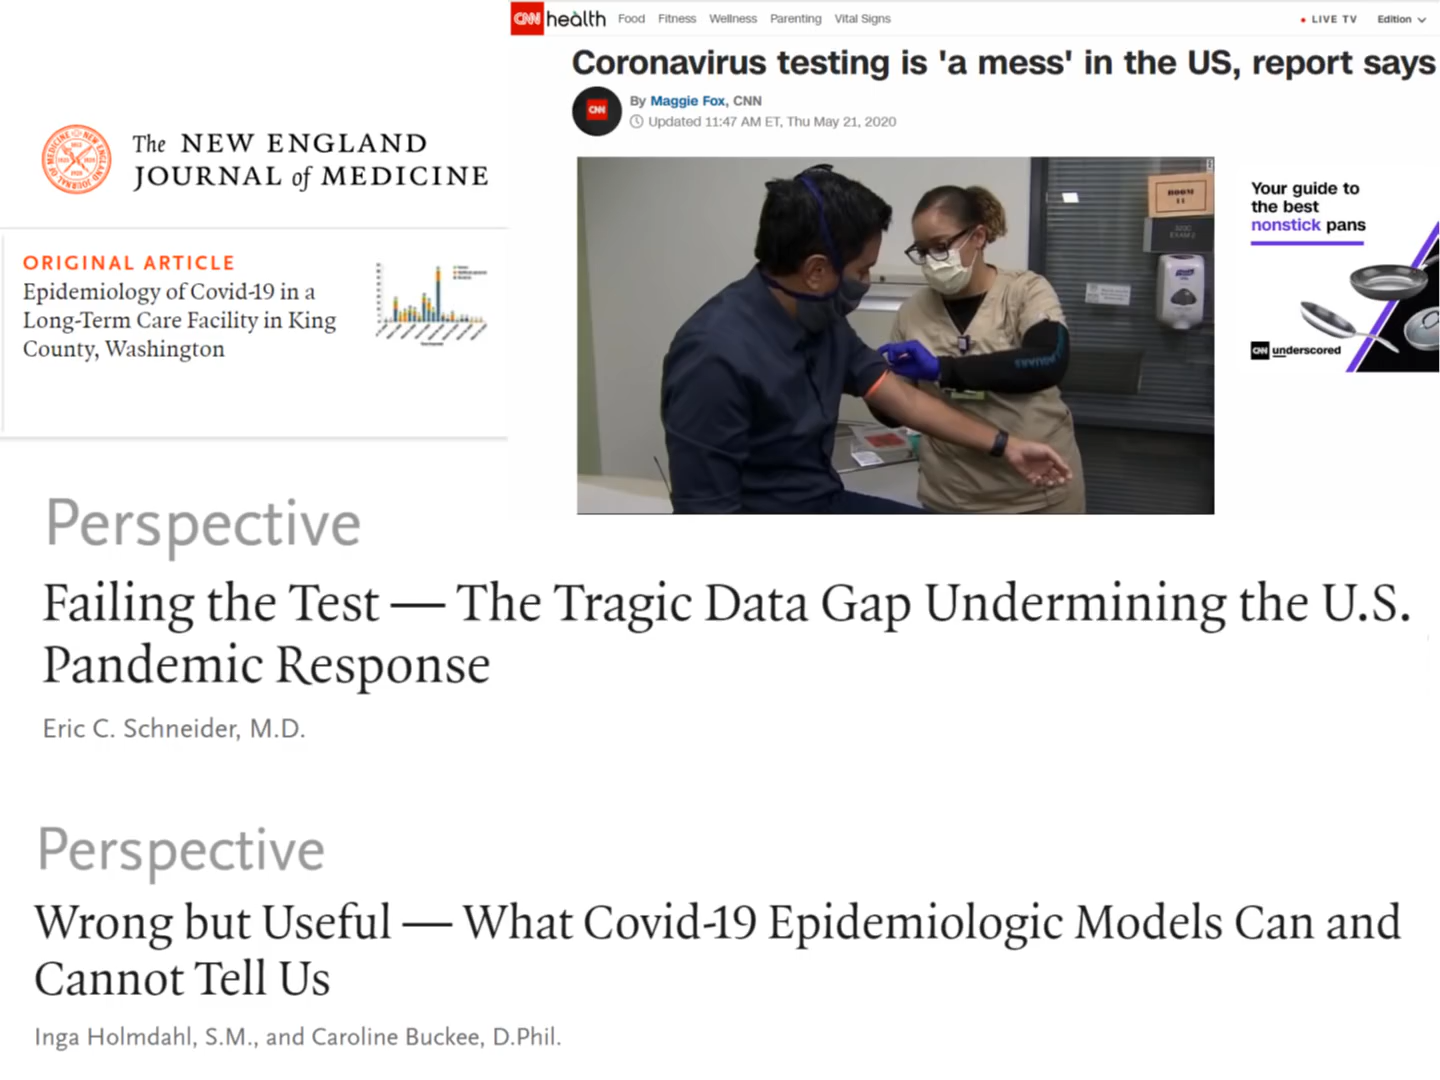 CNN health Food Fitness Wellness Parenting Vital Signs LIVE TV Edition
Coronavirus testing is 'a mess' in the US, report says
CNN
By Maggie Fox, CNN
Updated 11:47 AM ET, Thu May 21, 2020
The NEW ENGLAND
JOURNAL of MEDICINE
ORIGINAL ARTICLE
Epidemiology of Covid-19 in a
Long-Term Care Facility in King
County, Washington
ROOM
11
Your guide to
the best
nonstick pans
CNN underscored
Perspective
Failing the Test — The Tragic Data Gap Undermining the U.S.
Pandemic Response
Eric C. Schneider, M.D.
Perspective
Wrong but Useful — What Covid-19 Epidemiologic Models Can and
Cannot Tell Us
Inga Holmdahl, S.M., and Caroline Buckee, D.Phil.